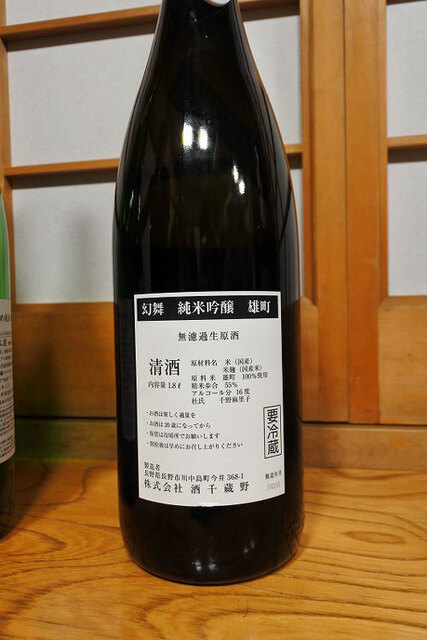 幻舞 純米吟醸 雄町
無濾過生原酒
清酒
内容量 1.8ℓ
原材料名 米(国産)
米麹(国産米)
原料米 雄町 100%使用
精米歩合 55%
アルコール分 16度
杜氏 千野麻里子
・お酒は楽しく適量を
・お酒は20歳になってから
・保管は冷暗所でお願いします
・開栓後は早めにお召し上がりください
要冷蔵
製造者
長野県長野市川中島町今井368-1
株式会社 酒千蔵野
製造年月